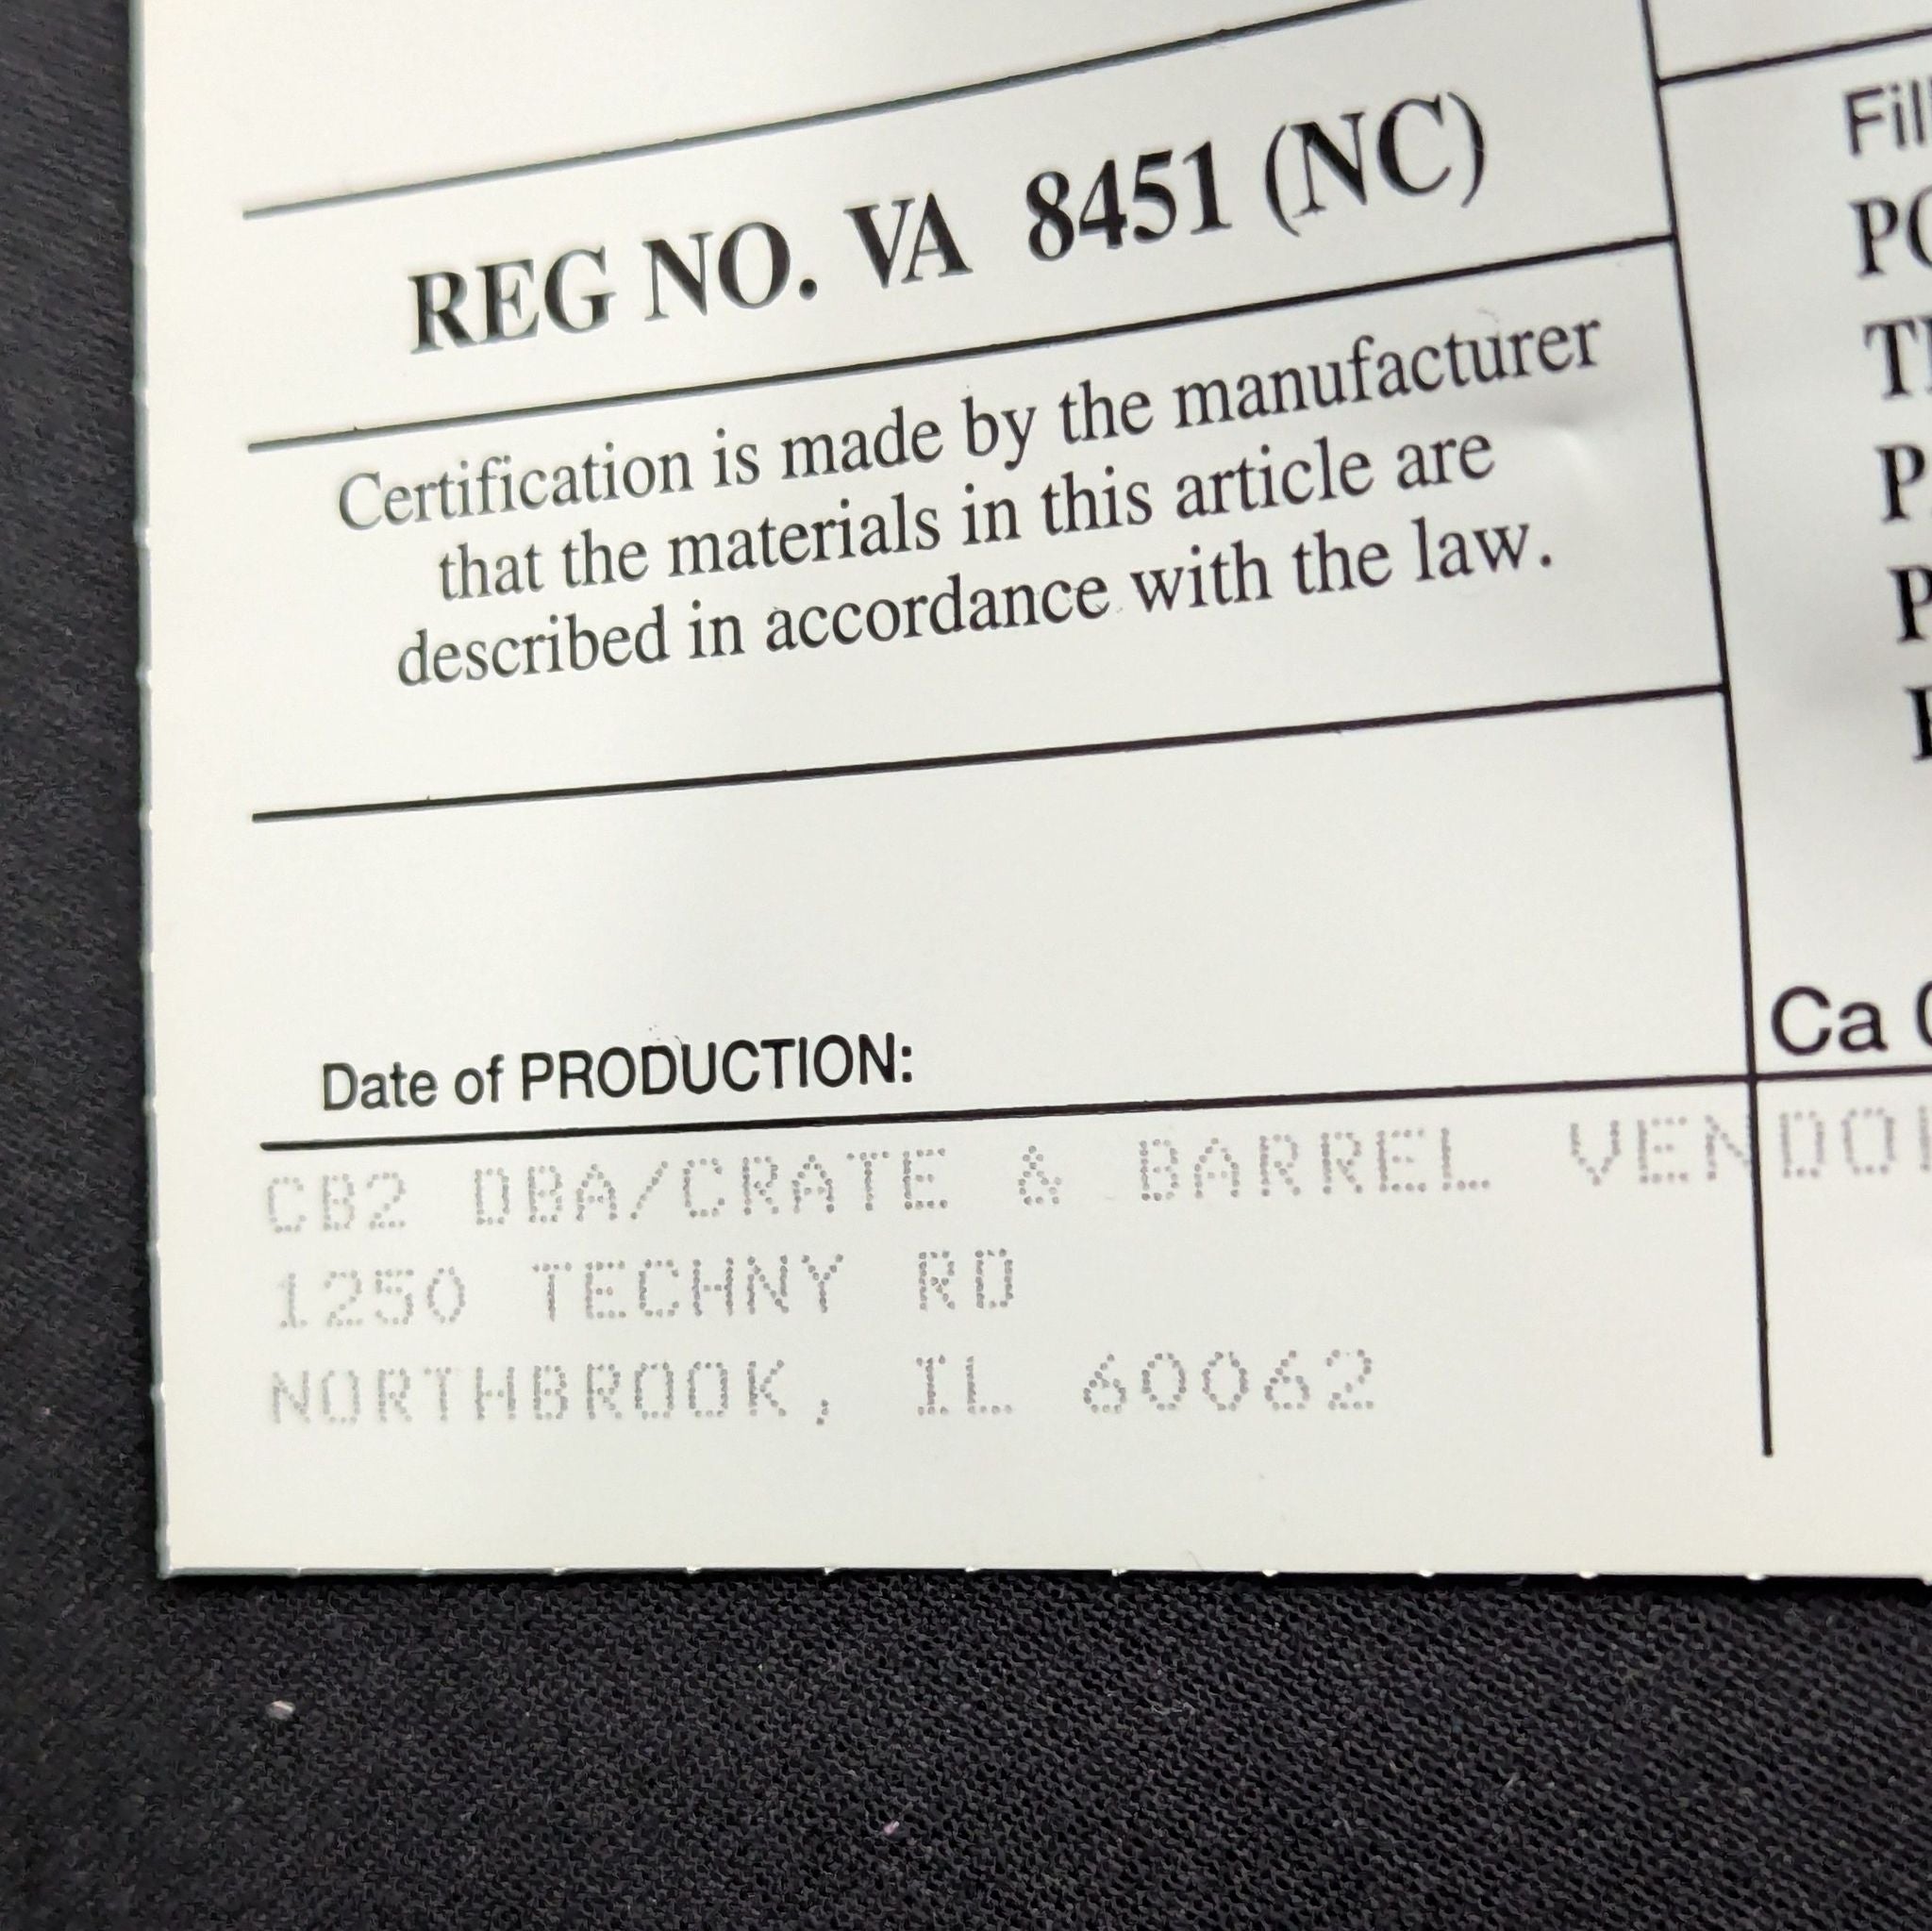 REG NO. VA 8451 (NC)
Certification is made by the manufacturer
that the materials in this article are
described in accordance with the law.
Date of PRODUCTION:
CB2 DBA/CRATE & BARREL
1250 TECHNY RD
NORTHBROOK, IL 60062
Ca